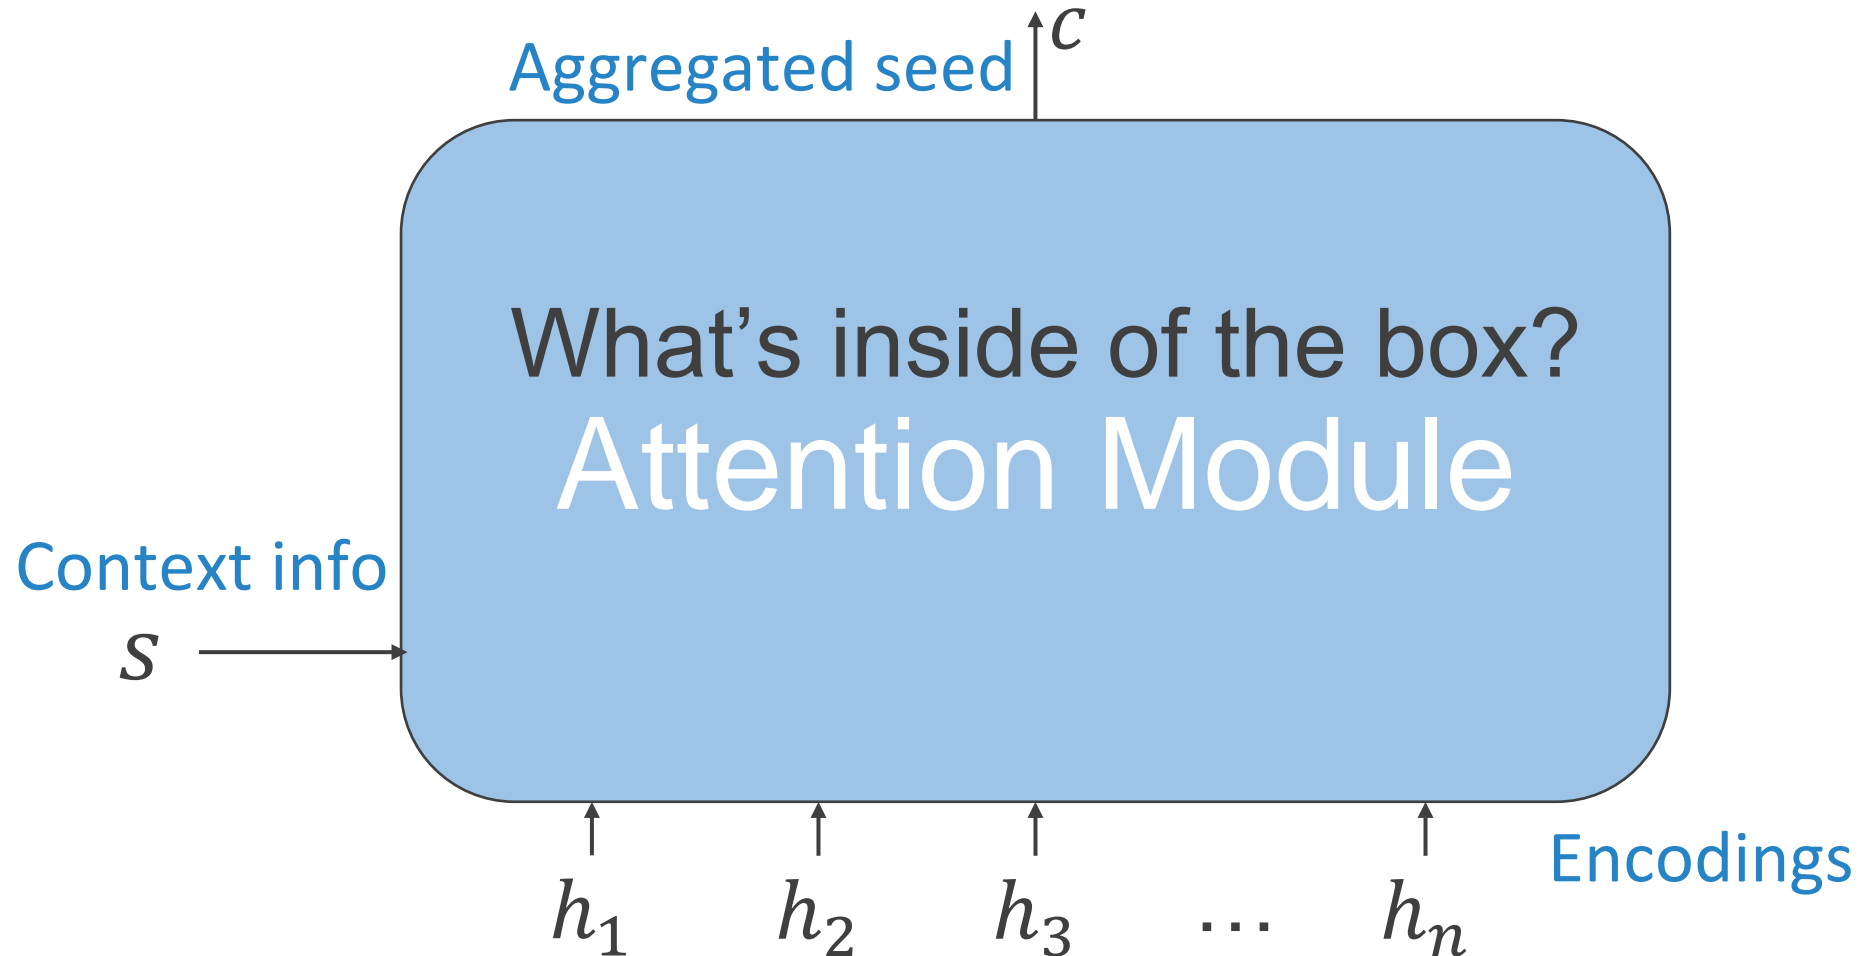 c
Aggregated seed
What’s inside of the box?
Attention Module
Context info
s
Encodings
h₁ h₂ h₃ … hₙ